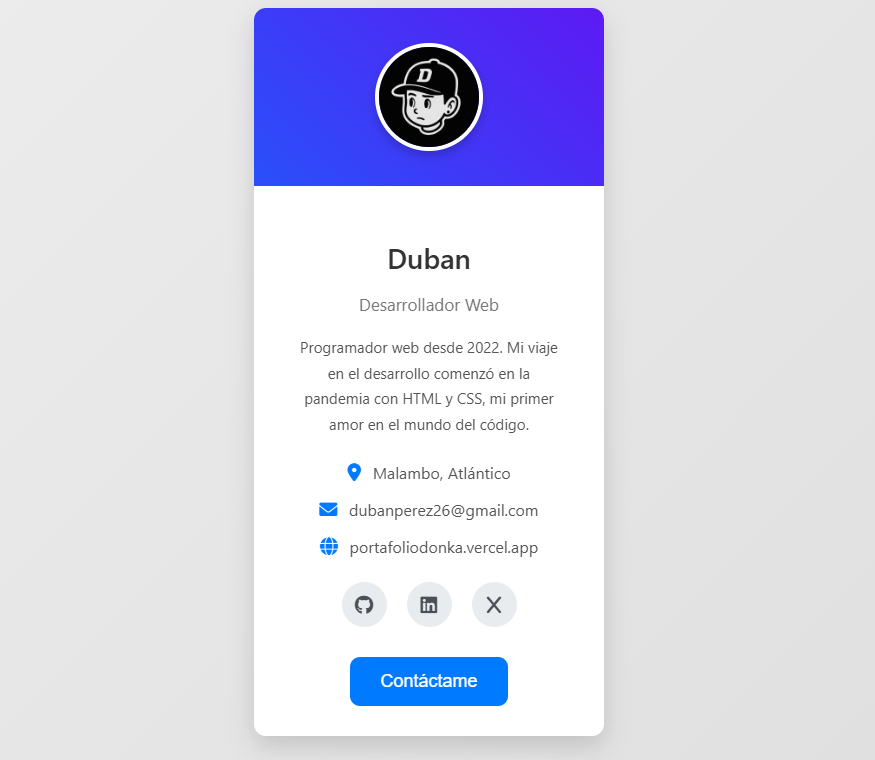 D
Duban
Desarrollador Web
Programador web desde 2022. Mi viaje
en el desarrollo comenzó en la
pandemia con HTML y CSS, mi primer
amor en el mundo del código.
Malambo, Atlántico
dubanperez26@gmail.com
portafoliodonka.vercel.app
in
X
Contáctame